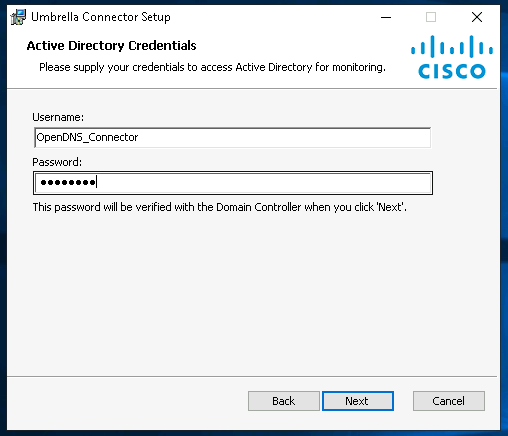 Umbrella Connector Setup
Active Directory Credentials
Please supply your credentials to access Active Directory for monitoring.
CISCO
Username:
OpenDNS_Connector
Password:
●●●●●●●●
This password will be verified with the Domain Controller when you click 'Next'.
Back Next Cancel